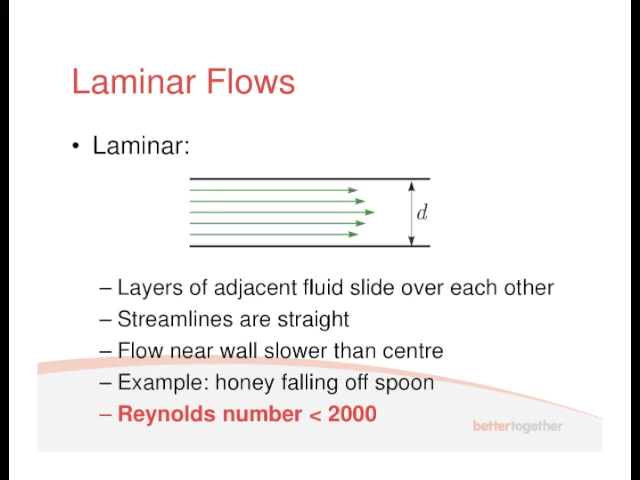 Laminar Flows
• Laminar:
d
– Layers of adjacent fluid slide over each other
– Streamlines are straight
– Flow near wall slower than centre
– Example: honey falling off spoon
– Reynolds number < 2000
bettertogether